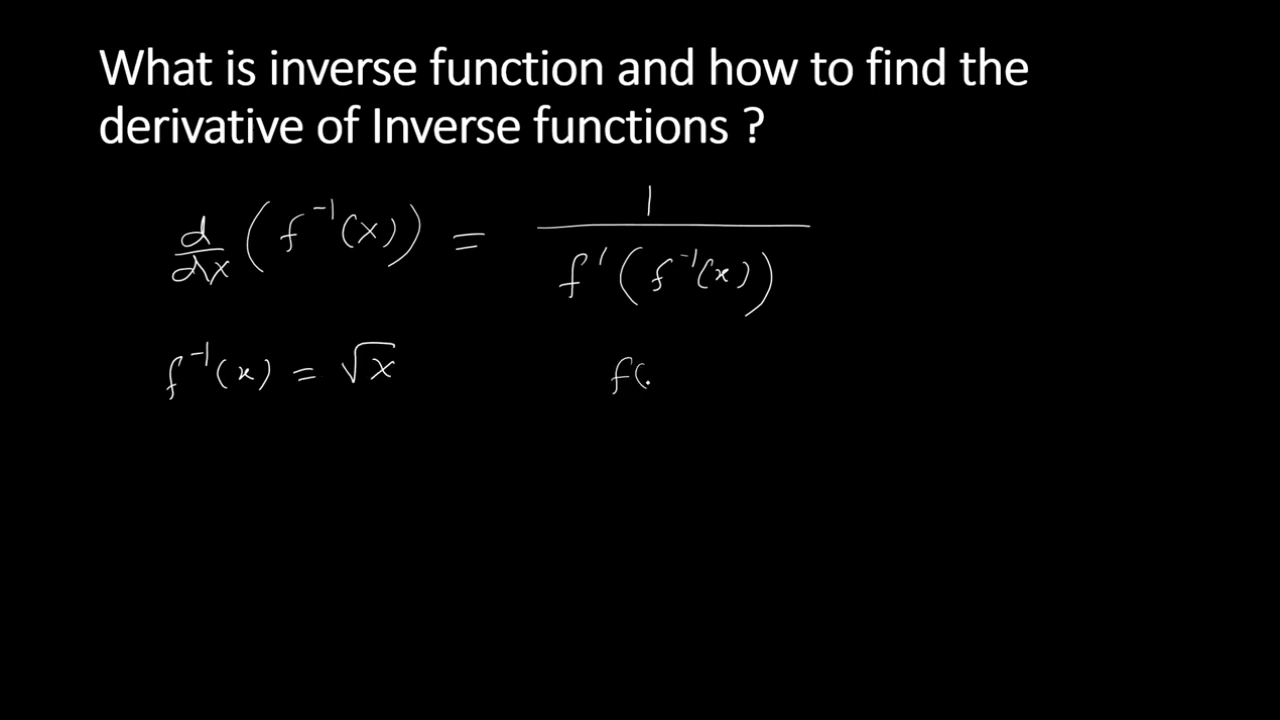 What is inverse function and how to find the
derivative of Inverse functions ?
d/dx (f⁻¹(x)) = 1 / f'(f⁻¹(x))
f⁻¹(x) = √x f(